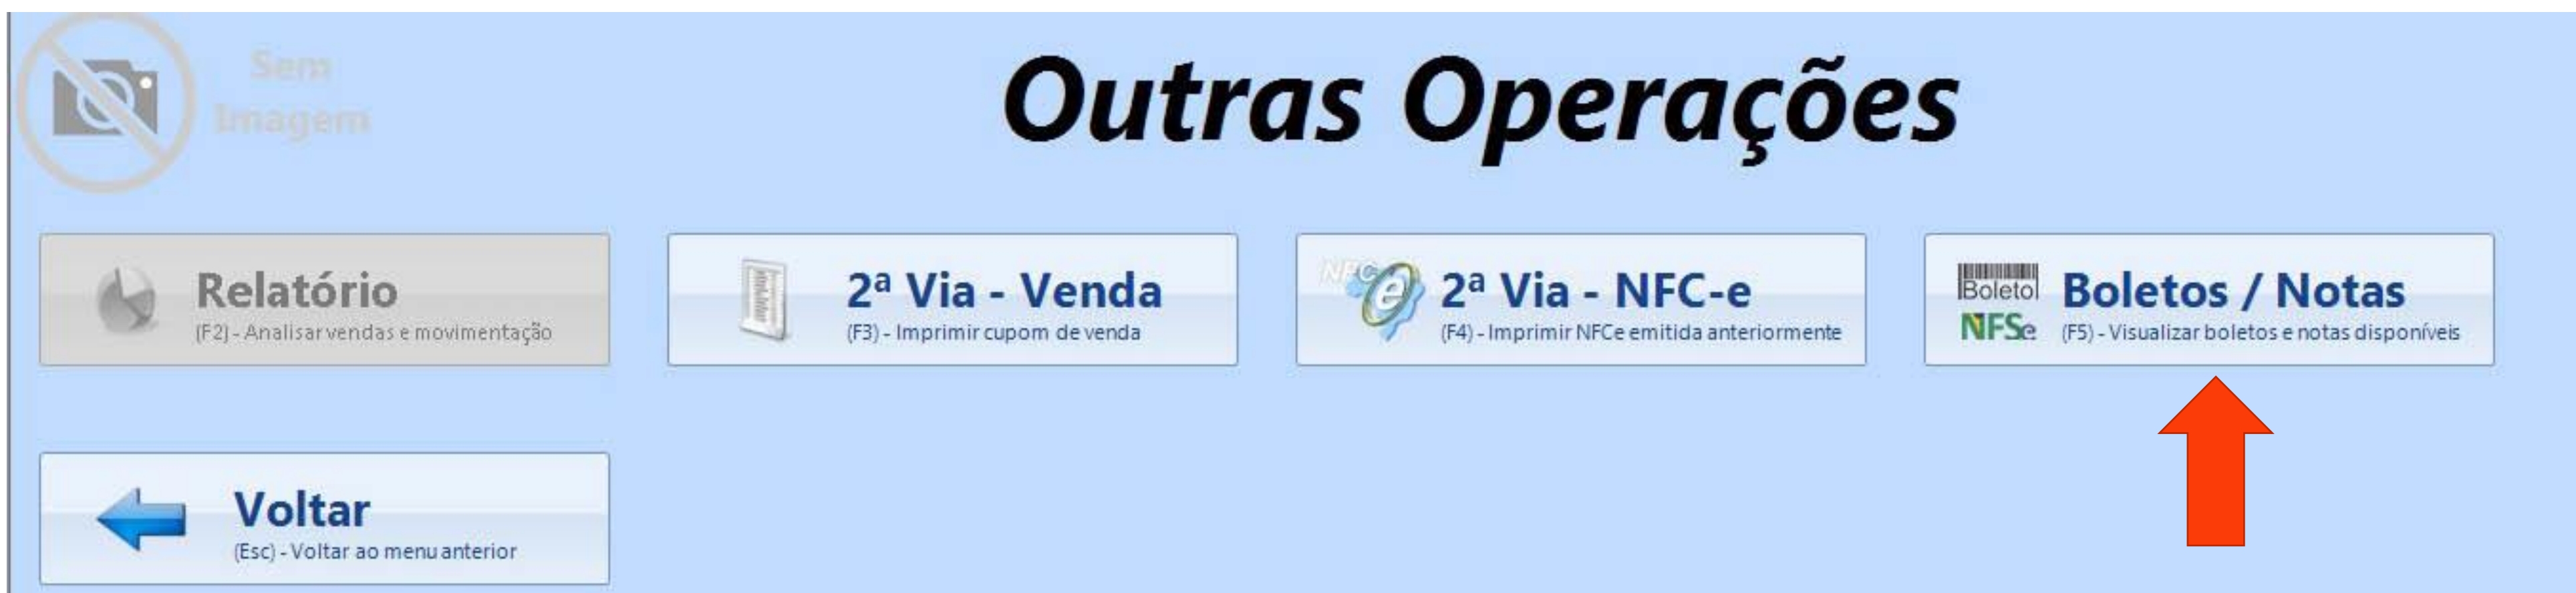 Sem
Imagem
Outras Operações
Relatório
(F2) - Analisar vendas e movimentação
2ª Via - Venda
(F3) - Imprimir cupom de venda
NFC e
2ª Via - NFC-e
(F4) - Imprimir NFCe emitida anteriormente
Boleto
NFSe
Boletos / Notas
(F5) - Visualizar boletos e notas disponíveis
Voltar
(Esc) - Voltar ao menu anterior